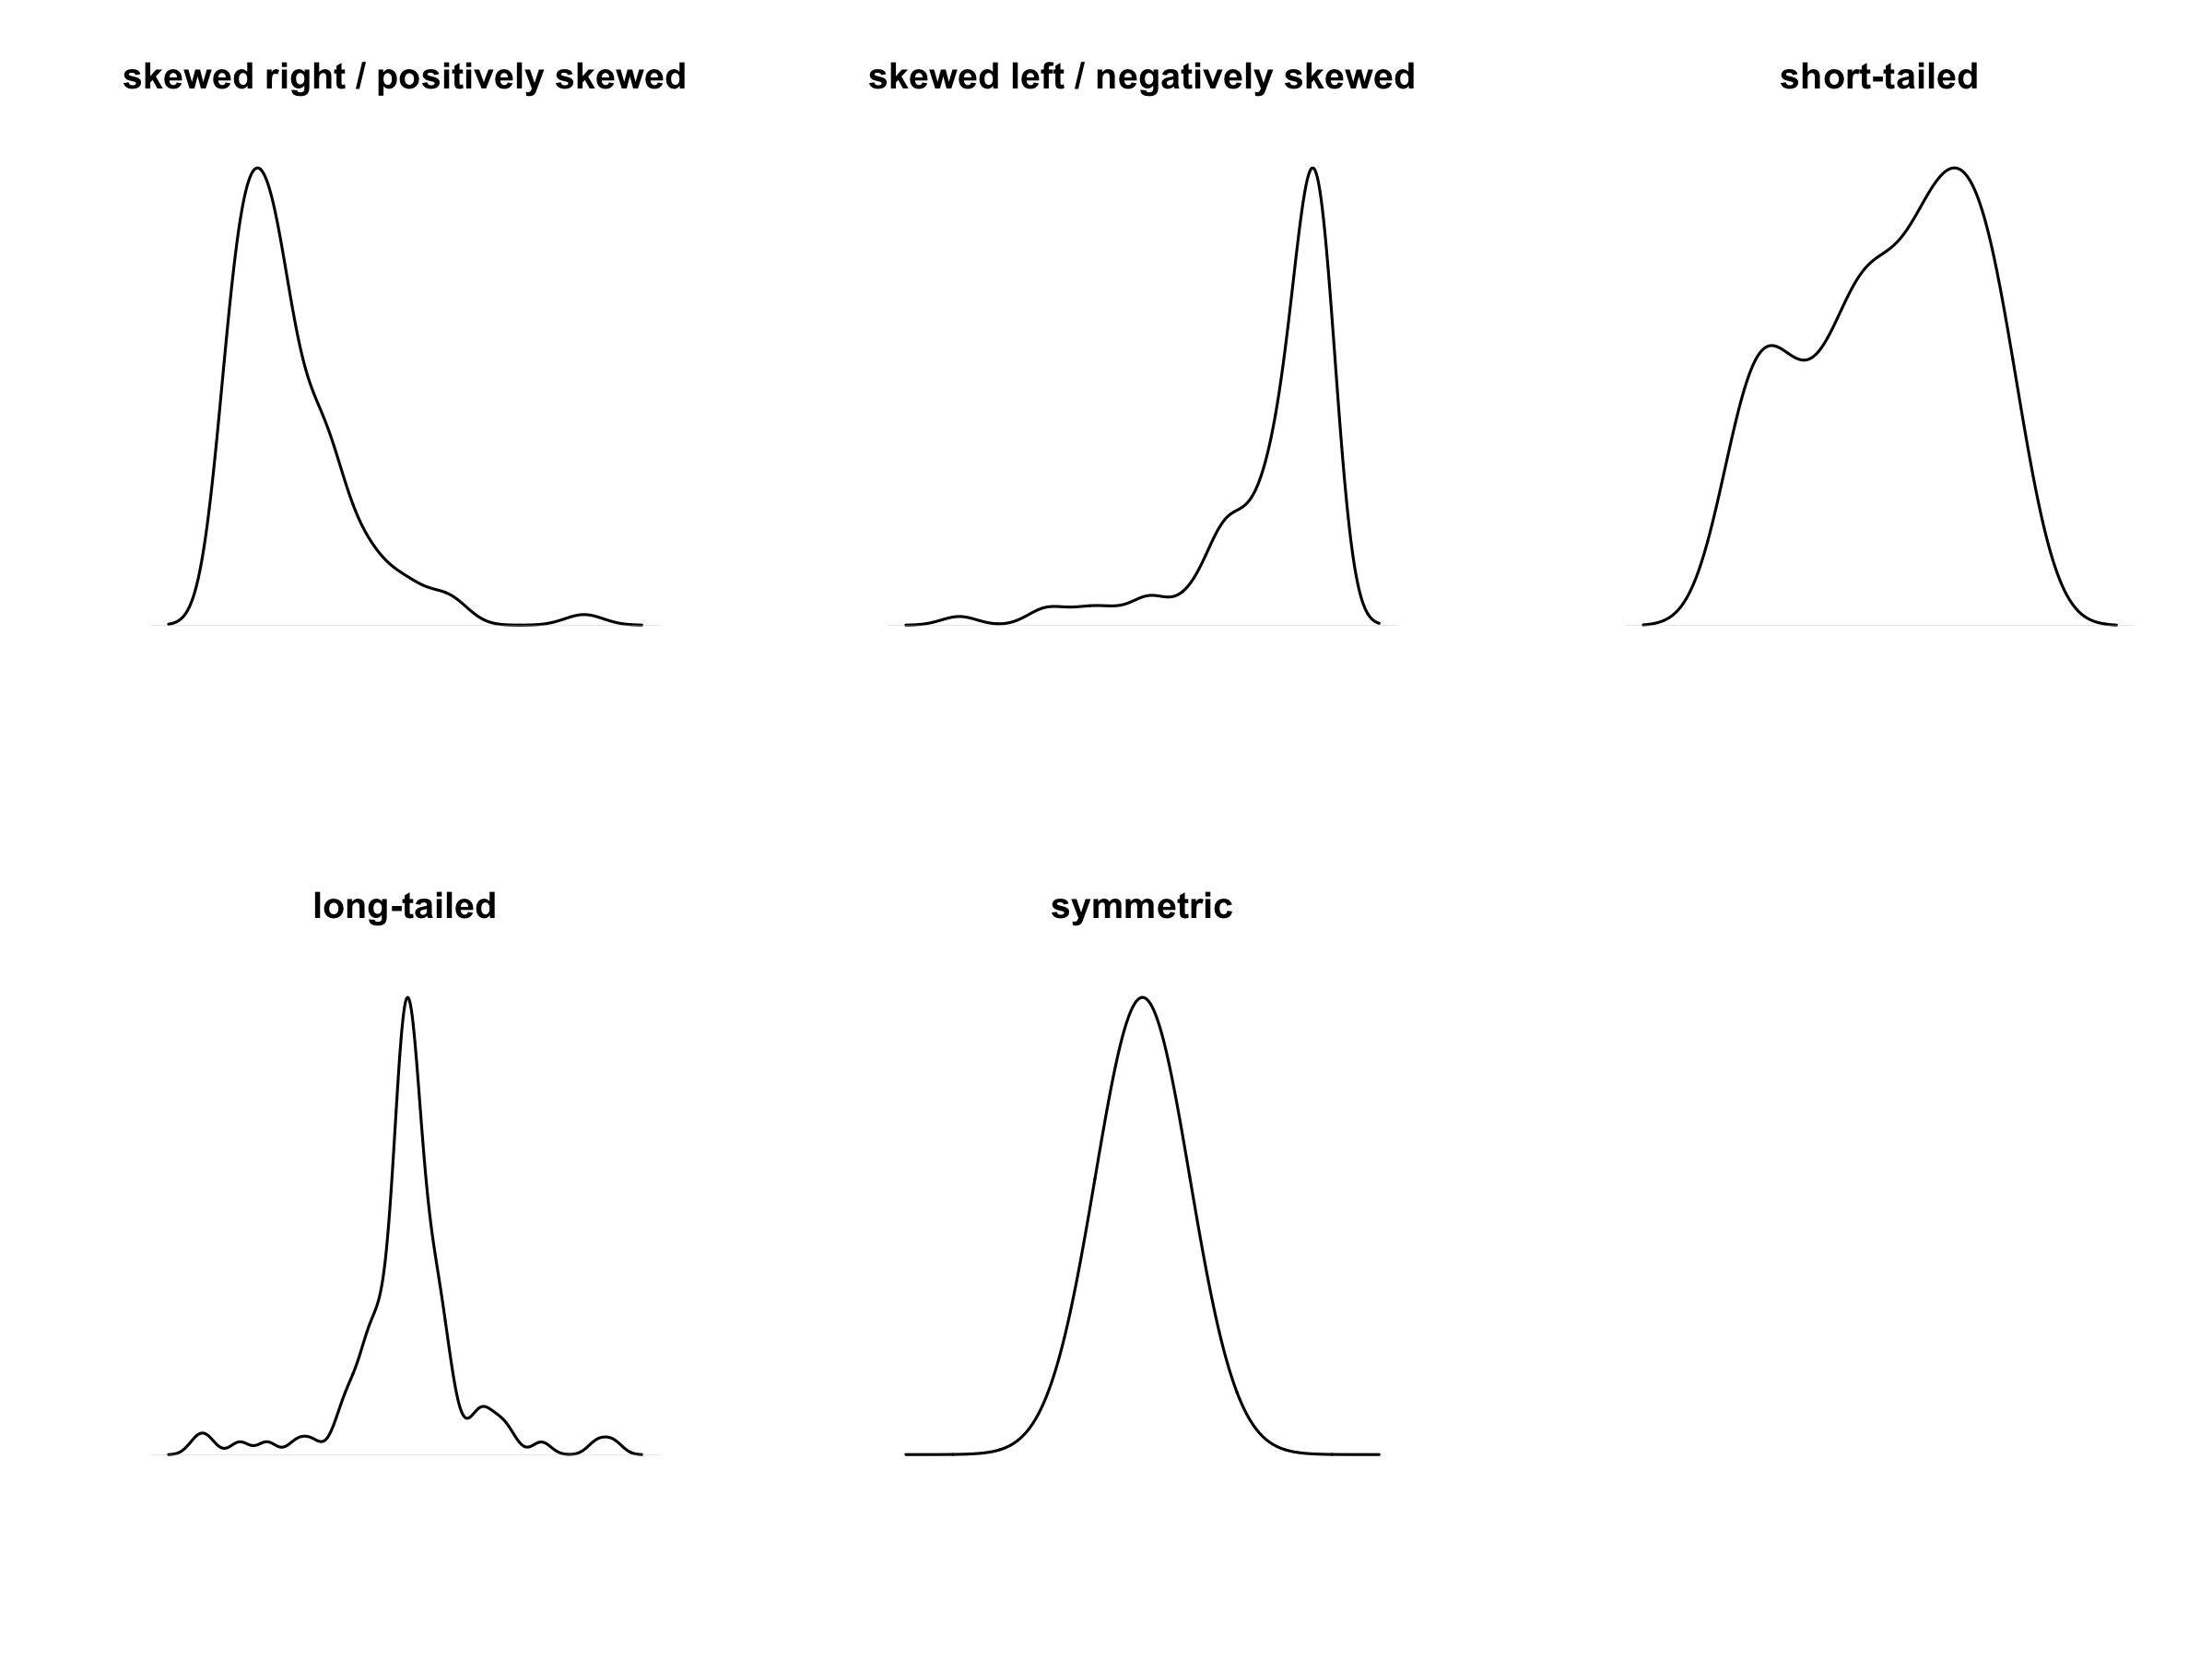 skewed right / positively skewed
skewed left / negatively skewed
short-tailed
long-tailed
symmetric